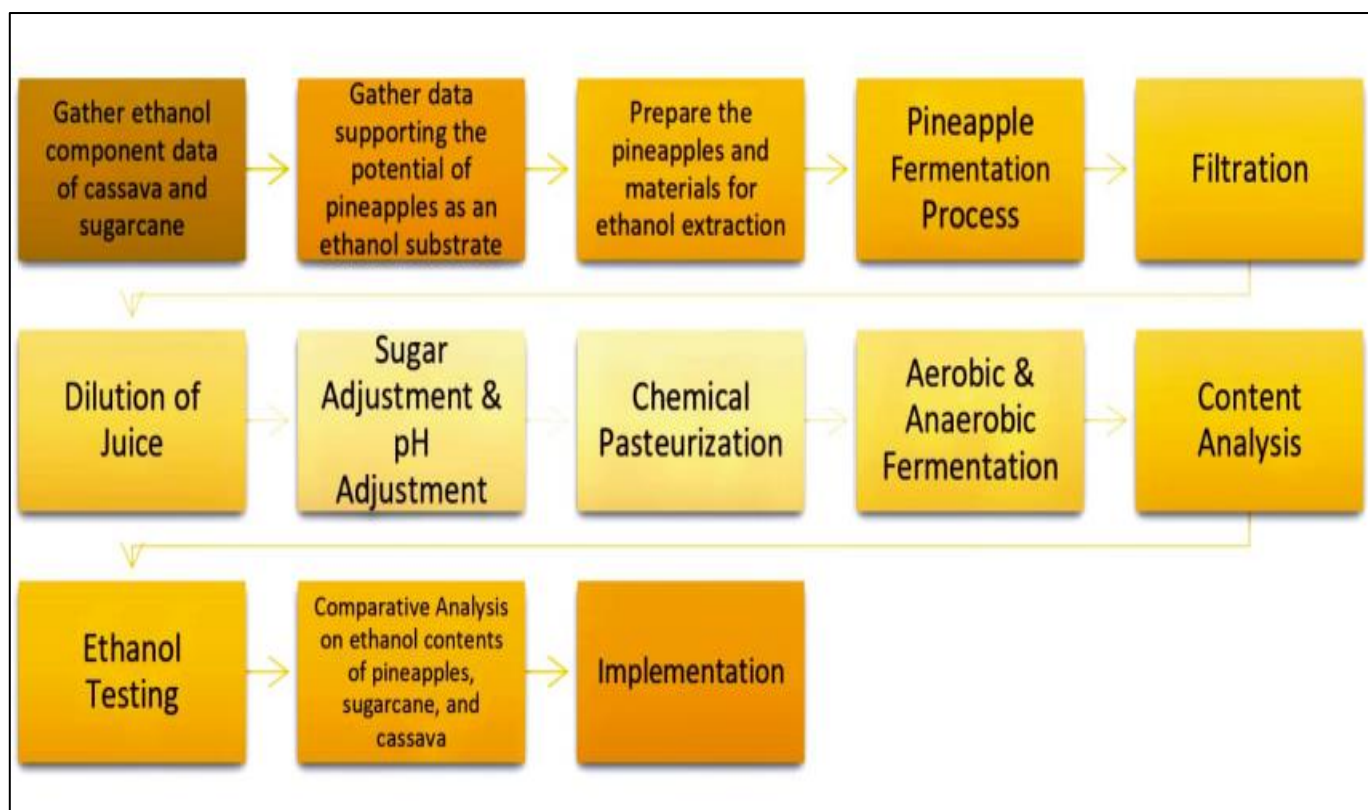 Gather ethanol
component data
of cassava and
sugarcane
Gather data
supporting the
potential of
pineapples as an
ethanol substrate
Prepare the
pineapples and
materials for
ethanol extraction
Pineapple
Fermentation
Process
Filtration
Dilution of
Juice
Sugar
Adjustment &
pH
Adjustment
Chemical
Pasteurization
Aerobic &
Anaerobic
Fermentation
Content
Analysis
Ethanol
Testing
Comparative Analysis
on ethanol contents
of pineapples,
sugarcane, and
cassava
Implementation